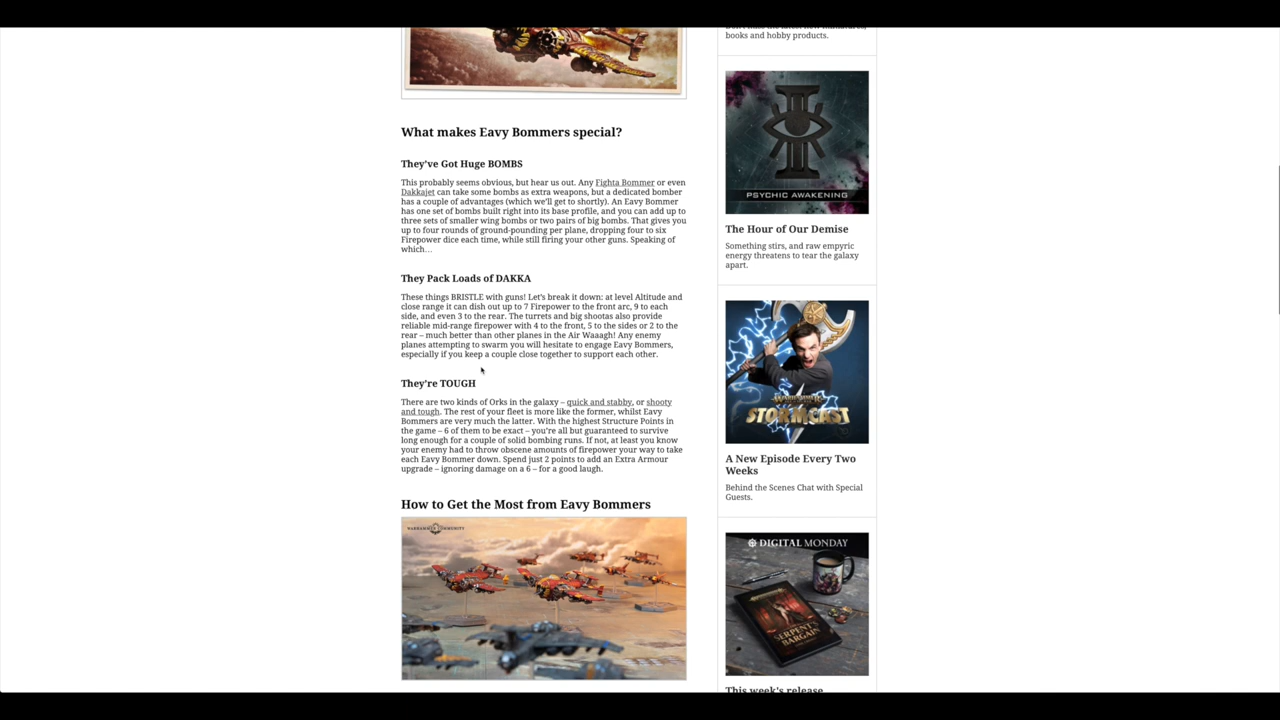 What makes Eavy Bommers special?
They've Got Huge BOMBS
This probably seems obvious, but hear us out. Any Fighta Bommer or even
Dakkajet can take some bombs as extra weapons, but a dedicated bomber
has a couple of advantages (which we'll get to shortly). An Eavy Bommer
has one set of bombs built right into its base profile, and you can add up to
three sets of smaller wing bombs or two pairs of big bombs. That gives you
up to four rounds of ground-pounding per plane, dropping four to six
Firepower dice each time, while still firing your other guns. Speaking of
which…
They Pack Loads of DAKKA
These things BRISTLE with guns! Let's break it down: at level Altitude and
close range it can dish out up to 7 Firepower to the front arc, 9 to each
side, and even 3 to the rear. The turrets and big shootas also provide
reliable mid-range firepower with 4 to the front, 5 to the sides or 2 to the
rear – much better than other planes in the Air Waaagh! Any enemy
planes attempting to swarm you will hesitate to engage Eavy Bommers,
especially if you keep a couple close together to support each other.
They're TOUGH
There are two kinds of Orks in the galaxy – quick and stabby, or shooty
and tough. The rest of your fleet is more like the former, whilst Eavy
Bommers are very much the latter. With the highest Structure Points in
the game – 6 of them to be exact – you're all but guaranteed to survive
long enough for a couple of solid bombing runs. If not, at least you know
your enemy had to throw obscene amounts of firepower your way to take
each Eavy Bommer down. Spend just 2 points to add an Extra Armour
upgrade – ignoring damage on a 6 – for a good laugh.
How to Get the Most from Eavy Bommers
WARHAMMER COMMUNITY
books and hobby products.
PSYCHIC AWAKENING
The Hour of Our Demise
Something stirs, and raw empyric
energy threatens to tear the galaxy
apart.
WARHAMMER
STORMCAST
A New Episode Every Two
Weeks
Behind the Scenes Chat with Special
Guests.
DIGITAL MONDAY
SERPENT'S
BARGAIN
This week's release